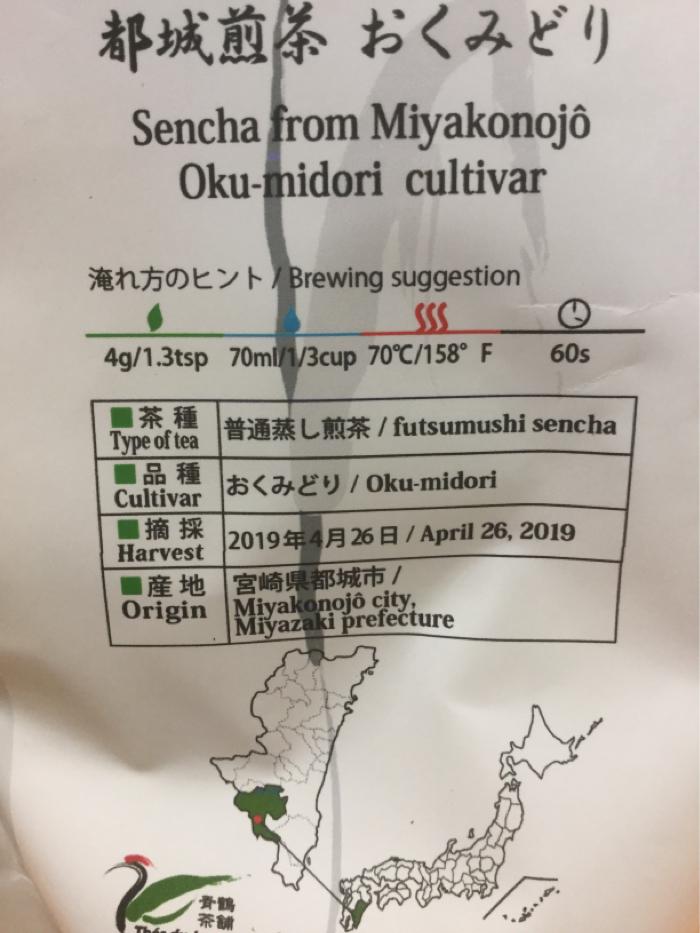 都城煎茶 おくみどり
Sencha from Miyakonojô
Oku-midori cultivar
淹れ方のヒント / Brewing suggestion
4g/1.3tsp 70ml/1/3cup 70℃/158° F 60s
茶 種 普通蒸し煎茶 / futsumushi sencha
Type of tea
品 種 おくみどり / Oku-midori
Cultivar
摘 採 2019年4月26日 / April 26, 2019
Harvest
産 地 宮崎県都城市 /
Origin Miyakonojô city,
Miyazaki prefecture
青鶴
茶舗